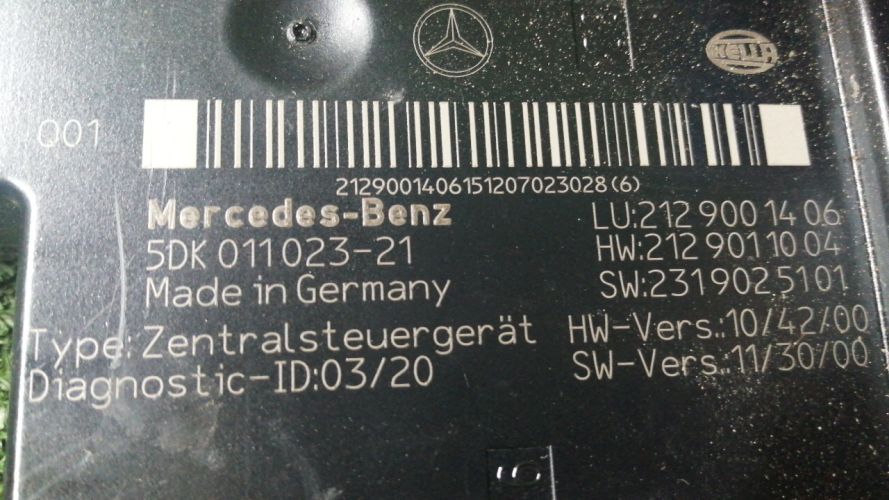 HELLA
Q01
2129001406151207023028(6)
Mercedes-Benz
LU:212 900 14 06
5DK 011 023-21
HW:212 901 10 04
Made in Germany
SW:231 902 51 01
Type: Zentralsteuergerät
HW-Vers.:10/42/00
Diagnostic-ID:03/20
SW-Vers.:11/30/00